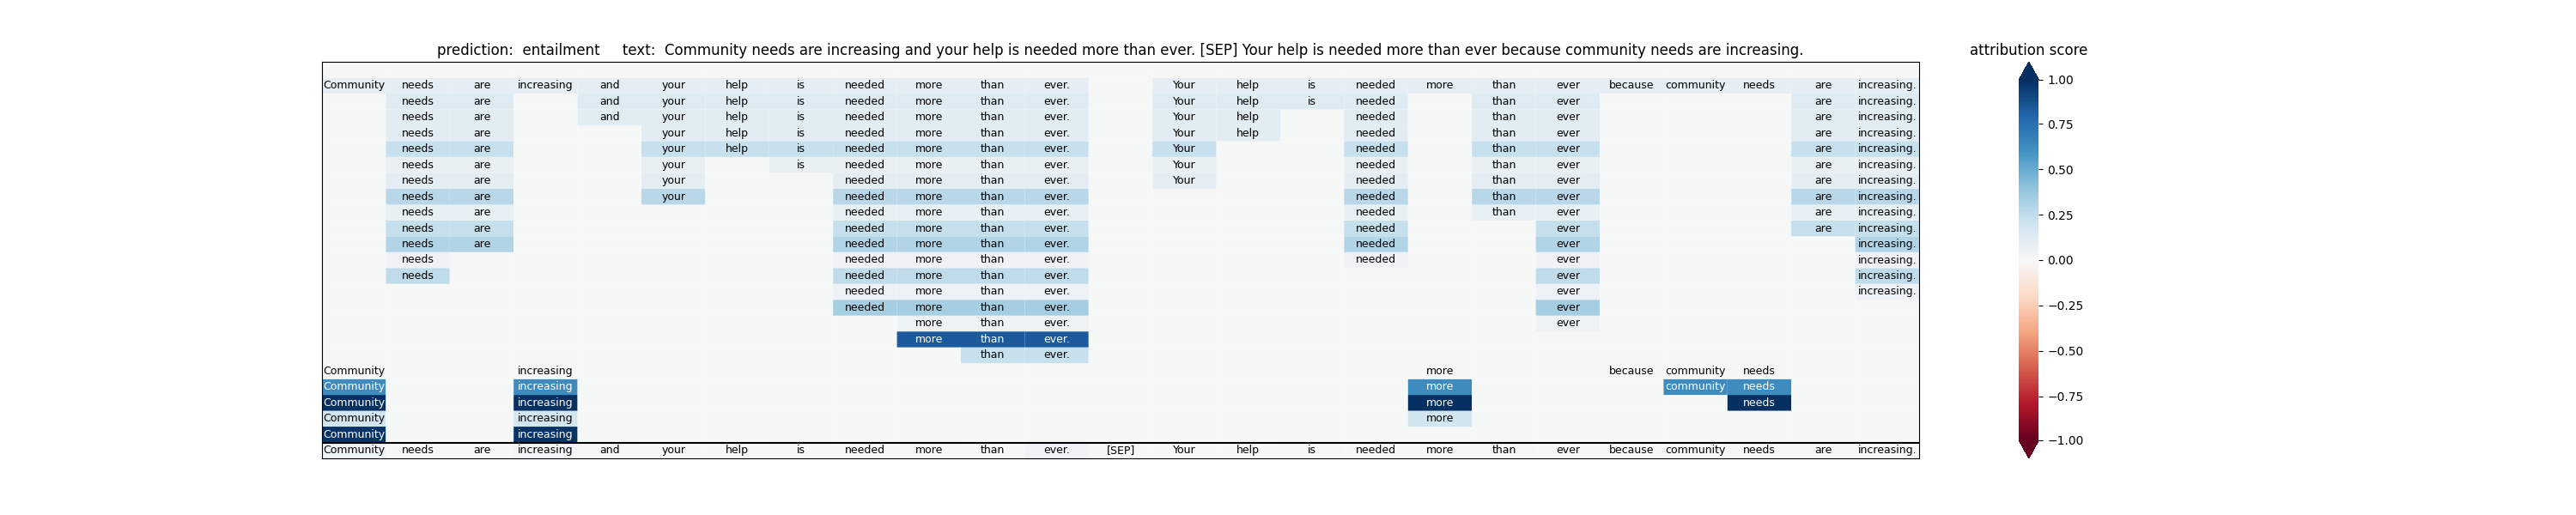 prediction: entailment text: Community needs are increasing and your help is needed more than ever. [SEP] Your help is needed more than ever because community needs are increasing.
Community needs are increasing and your help is needed more than ever. Your help is needed more than ever because community needs are increasing.
needs are and your help is needed more than ever. Your help is needed than ever are increasing.
needs are and your help is needed more than ever. Your help needed than ever are increasing.
needs are your help is needed more than ever. Your help needed than ever are increasing.
needs are your help is needed more than ever. Your needed than ever are increasing.
needs are your is needed more than ever. Your needed than ever are increasing.
needs are your needed more than ever. Your needed than ever are increasing.
needs are your needed more than ever. needed than ever are increasing.
needs are needed more than ever. needed than ever are increasing.
needs are needed more than ever. needed ever are increasing.
needs are needed more than ever. needed ever increasing.
needs needed more than ever. needed ever increasing.
needs needed more than ever. ever increasing.
needed more than ever. ever increasing.
needed more than ever. ever
more than ever. ever
more than ever.
than ever.
Community increasing more because community needs
Community increasing more community needs
Community increasing more needs
Community increasing more
Community increasing
Community needs are increasing and your help is needed more than ever. [SEP] Your help is needed more than ever because community needs are increasing.
attribution score
1.00
0.75
0.50
0.25
0.00
−0.25
−0.50
−0.75
−1.00